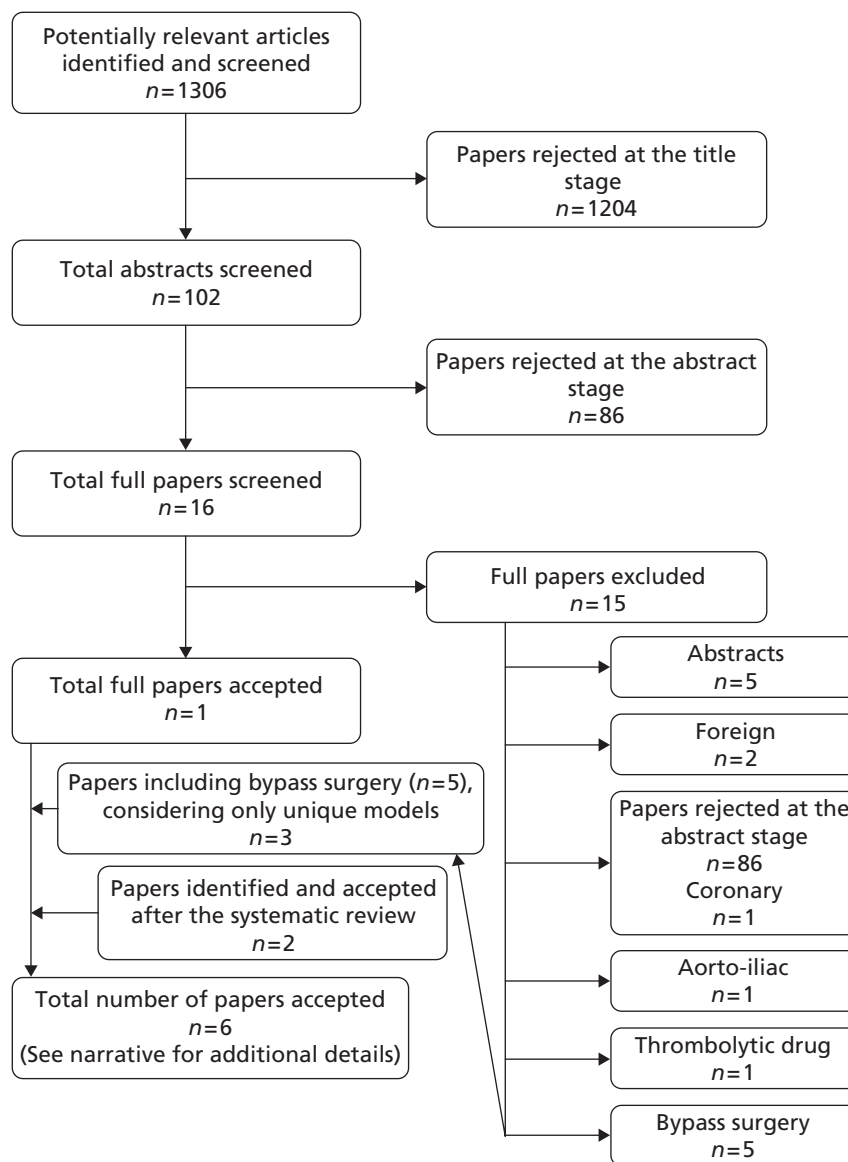 Potentially relevant articles
identified and screened
n=1306
Papers rejected at the title
stage
n=1204
Total abstracts screened
n=102
Papers rejected at the abstract
stage
n=86
Total full papers screened
n=16
Full papers excluded
n=15
Abstracts
n=5
Total full papers accepted
n=1
Foreign
n=2
Papers including bypass surgery (n=5),
considering only unique models
n=3
Papers rejected at the
abstract stage
n=86
Coronary
n=1
Papers identified and accepted
after the systematic review
n=2
Aorto-iliac
n=1
Total number of papers accepted
n=6
(See narrative for additional details)
Thrombolytic drug
n=1
Bypass surgery
n=5